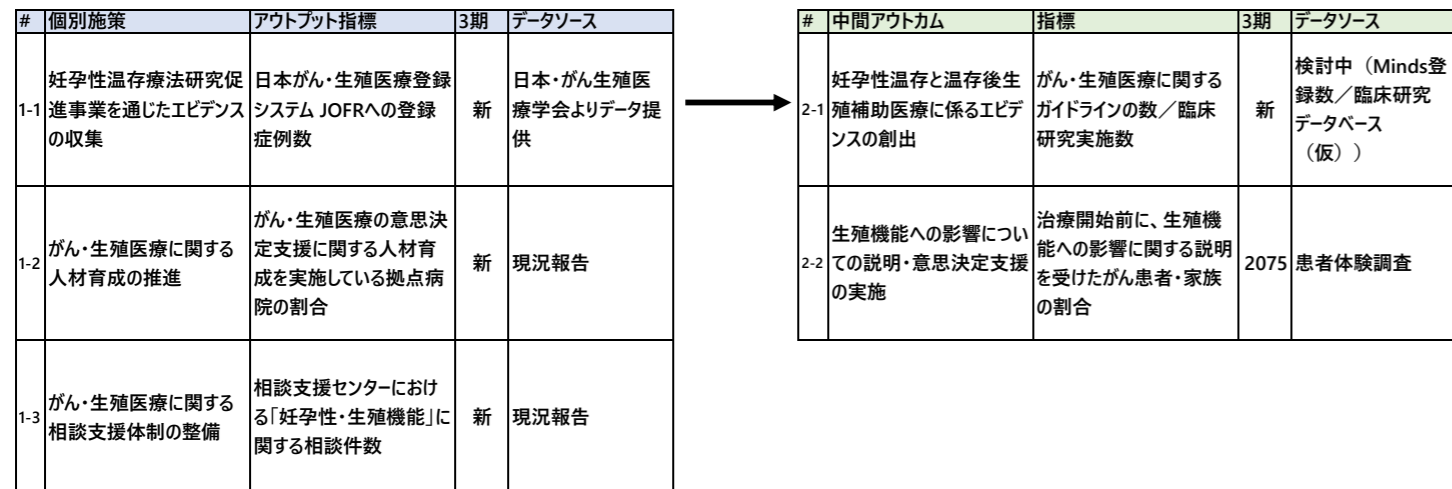 # 個別施策 アウトプット指標 3期 データソース
1-1
妊孕性温存療法研究促
進事業を通じたエビデンス
の収集
日本がん・生殖医療登録
システム JOFRへの登録
症例数
新
日本・がん生殖医
療学会よりデータ提
供
1-2
がん・生殖医療に関する
人材育成の推進
がん・生殖医療の意思決
定支援に関する人材育
成を実施している拠点病
院の割合
新
現況報告
1-3
がん・生殖医療に関する
相談支援体制の整備
相談支援センターにおけ
る「妊孕性・生殖機能」に
関する相談件数
新
現況報告
# 中間アウトカム 指標 3期 データソース
2-1
妊孕性温存と温存後生
殖補助医療に係るエビデ
ンスの創出
がん・生殖医療に関する
ガイドラインの数／臨床
研究実施数
新
検討中（Minds登
録数／臨床研究
データベース
（仮））
2-2
生殖機能への影響につい
ての説明・意思決定支援
の実施
治療開始前に、生殖機
能への影響に関する説明
を受けたがん患者・家族
の割合
2075
患者体験調査